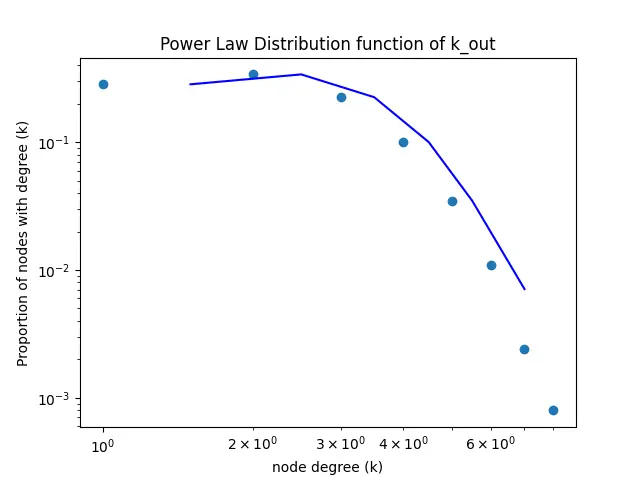 Power Law Distribution function of k_out
Proportion of nodes with degree (k)
10⁻¹
10⁻²
10⁻³
10⁰
2 × 10⁰
3 × 10⁰
4 × 10⁰
6 × 10⁰
node degree (k)